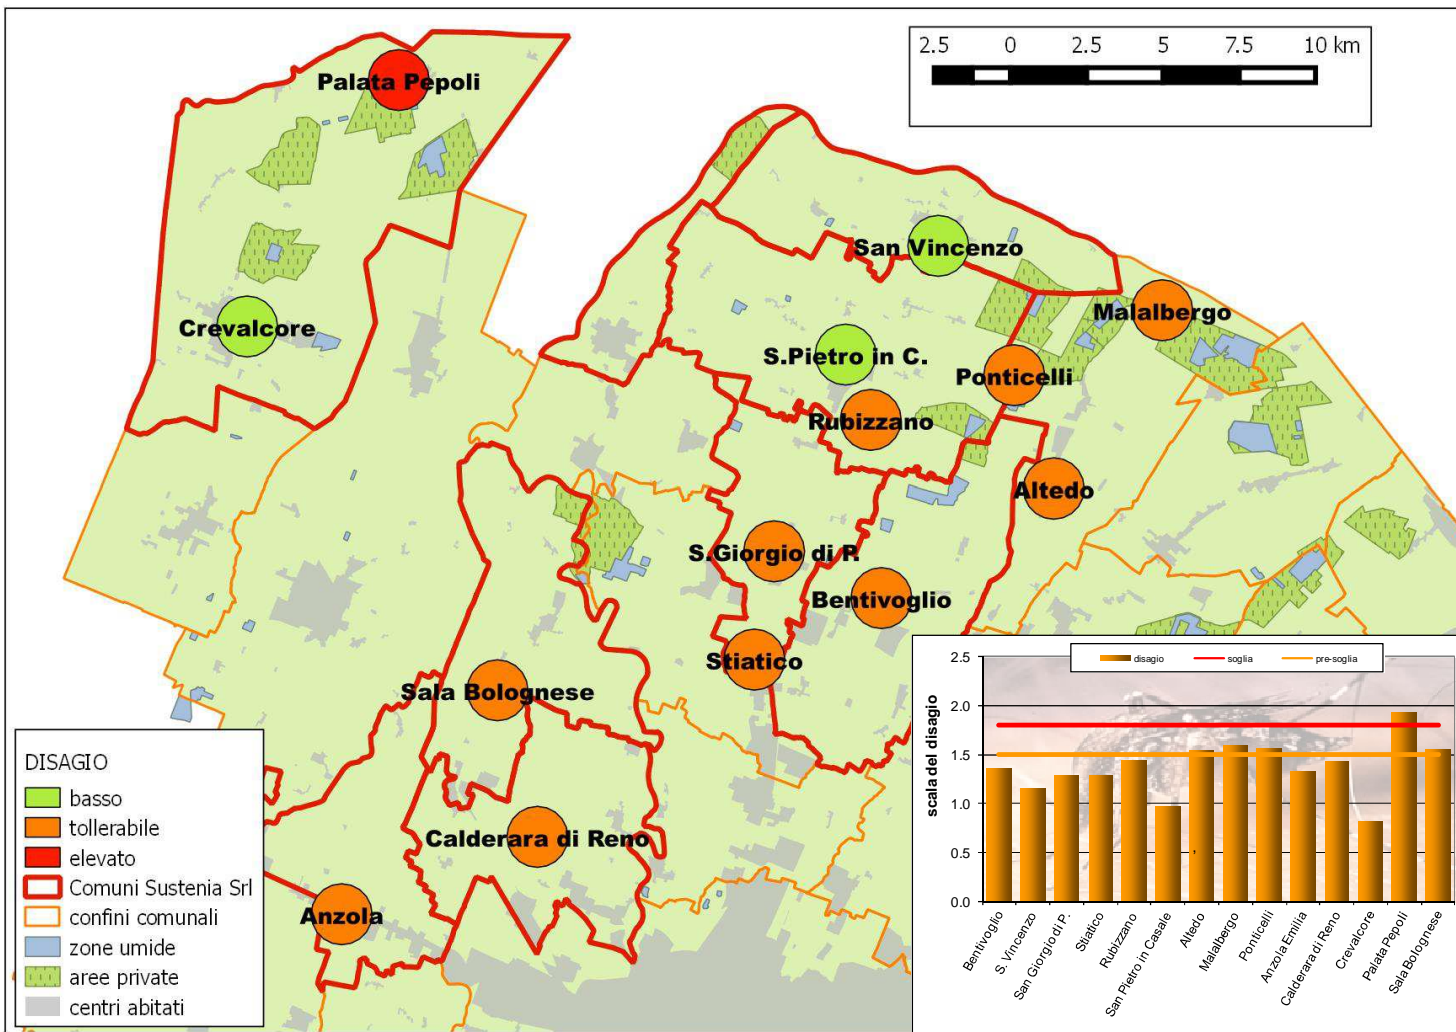 2.5 0 2.5 5 7.5 10 km
Palata Pepoli
San Vincenzo
Crevalcore
Malalbergo
S.Pietro in C.
Ponticelli
Rubizzano
Altedo
S.Giorgio di P.
Bentivoglio
Stiatico
Sala Bolognese
Calderara di Reno
Anzola
DISAGIO
basso
tollerabile
elevato
Comuni Sustenia Srl
confini comunali
zone umide
aree private
centri abitati
disagio soglia pre-soglia
scala del disagio
2.5
2.0
1.5
1.0
0.5
0.0
,
Bentivoglio
S. Vincenzo
San Giorgio di P.
Stiatico
Rubizzano
San Pietro in Casale
Altedo
Malalbergo
Ponticelli
Anzola Emilia
Calderara di Reno
Crevalcore
Palata Pepoli
Sala Bolognese